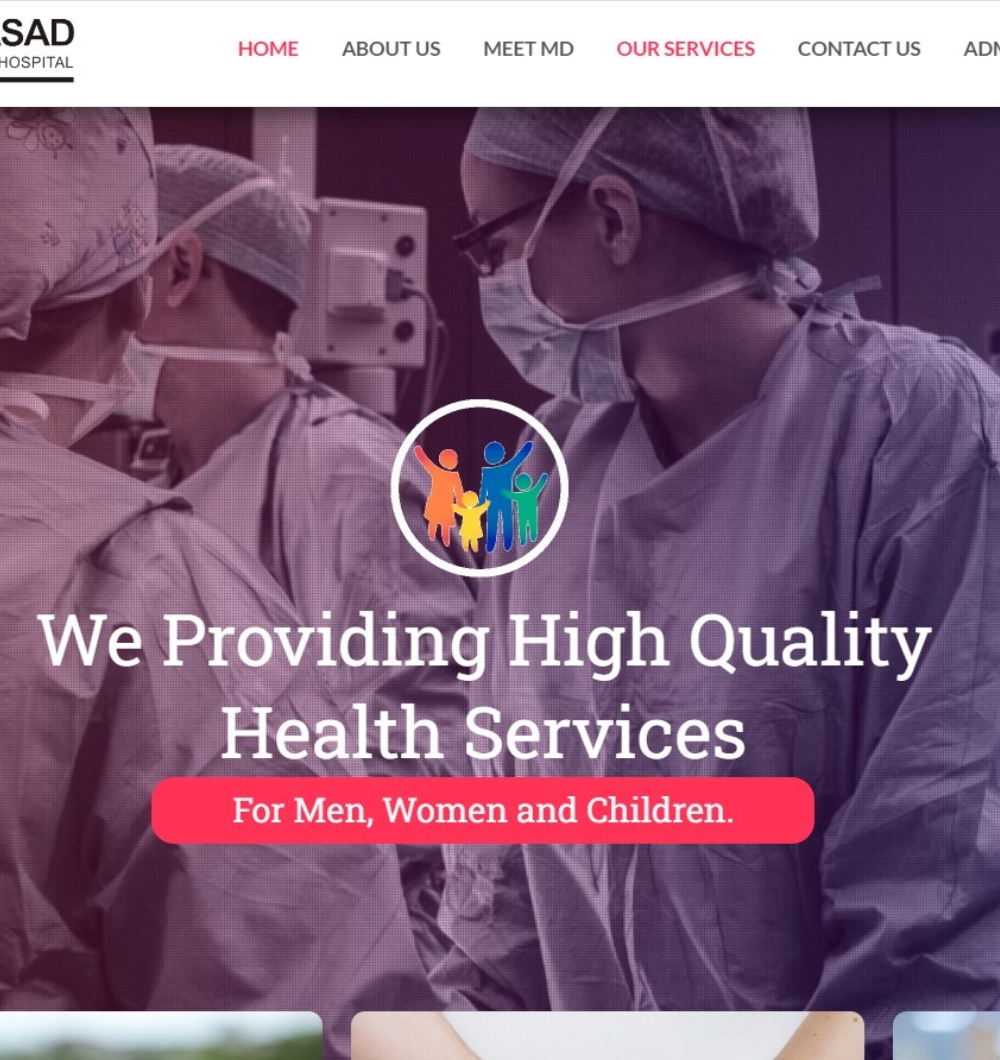 SAD
HOSPITAL
HOME ABOUT US MEET MD OUR SERVICES CONTACT US
We Providing High Quality
Health Services
For Men, Women and Children.